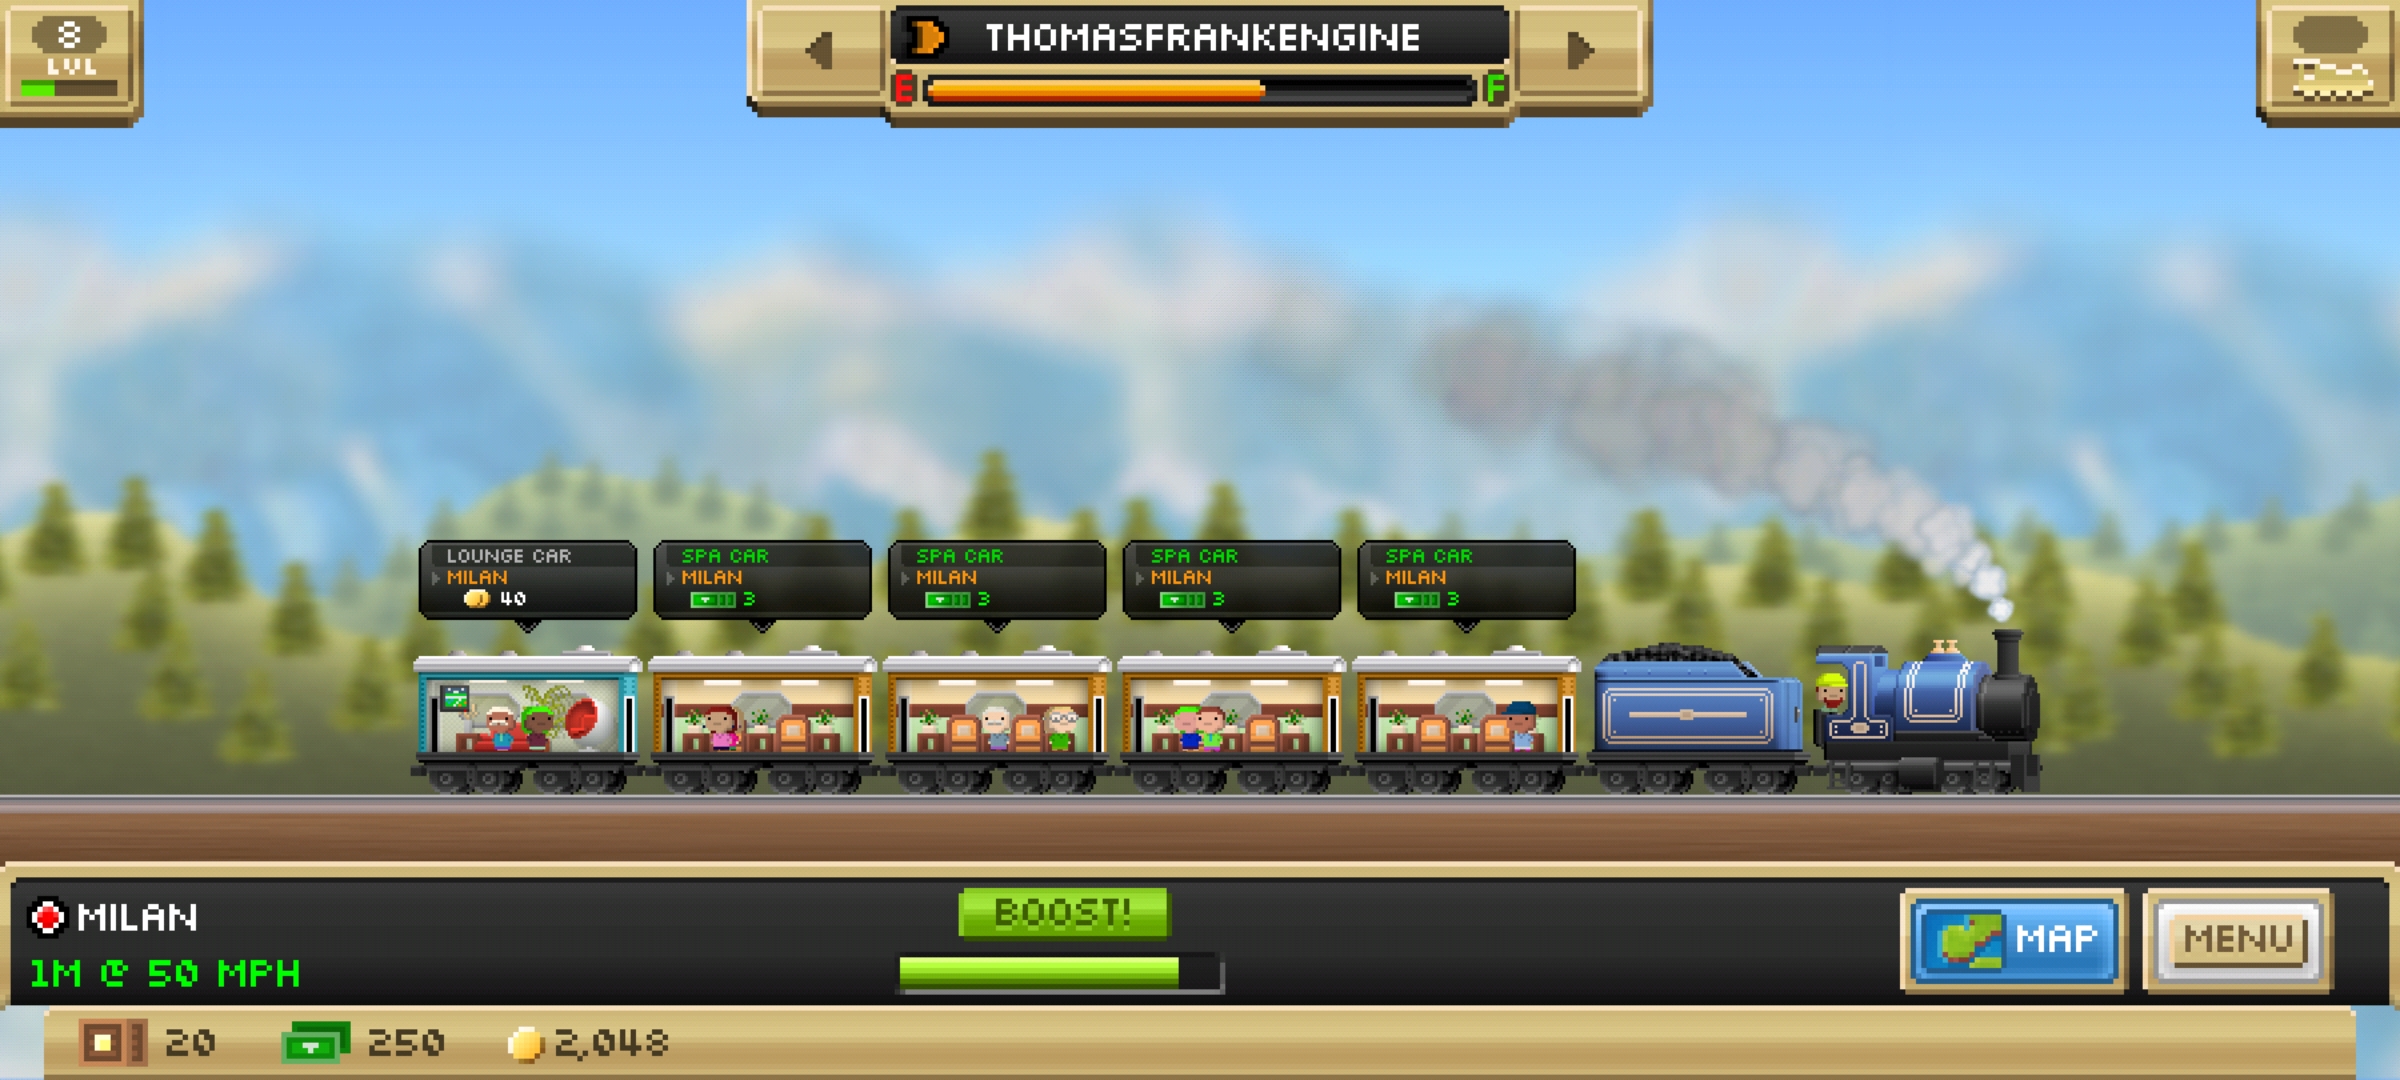 8
LVL
THOMASFRANKENGINE
E
F
LOUNGE CAR
MILAN
40
SPA CAR
MILAN
3
SPA CAR
MILAN
3
SPA CAR
MILAN
3
SPA CAR
MILAN
3
MILAN
1M @ 50 MPH
BOOST!
MAP
MENU
20
250
2,048